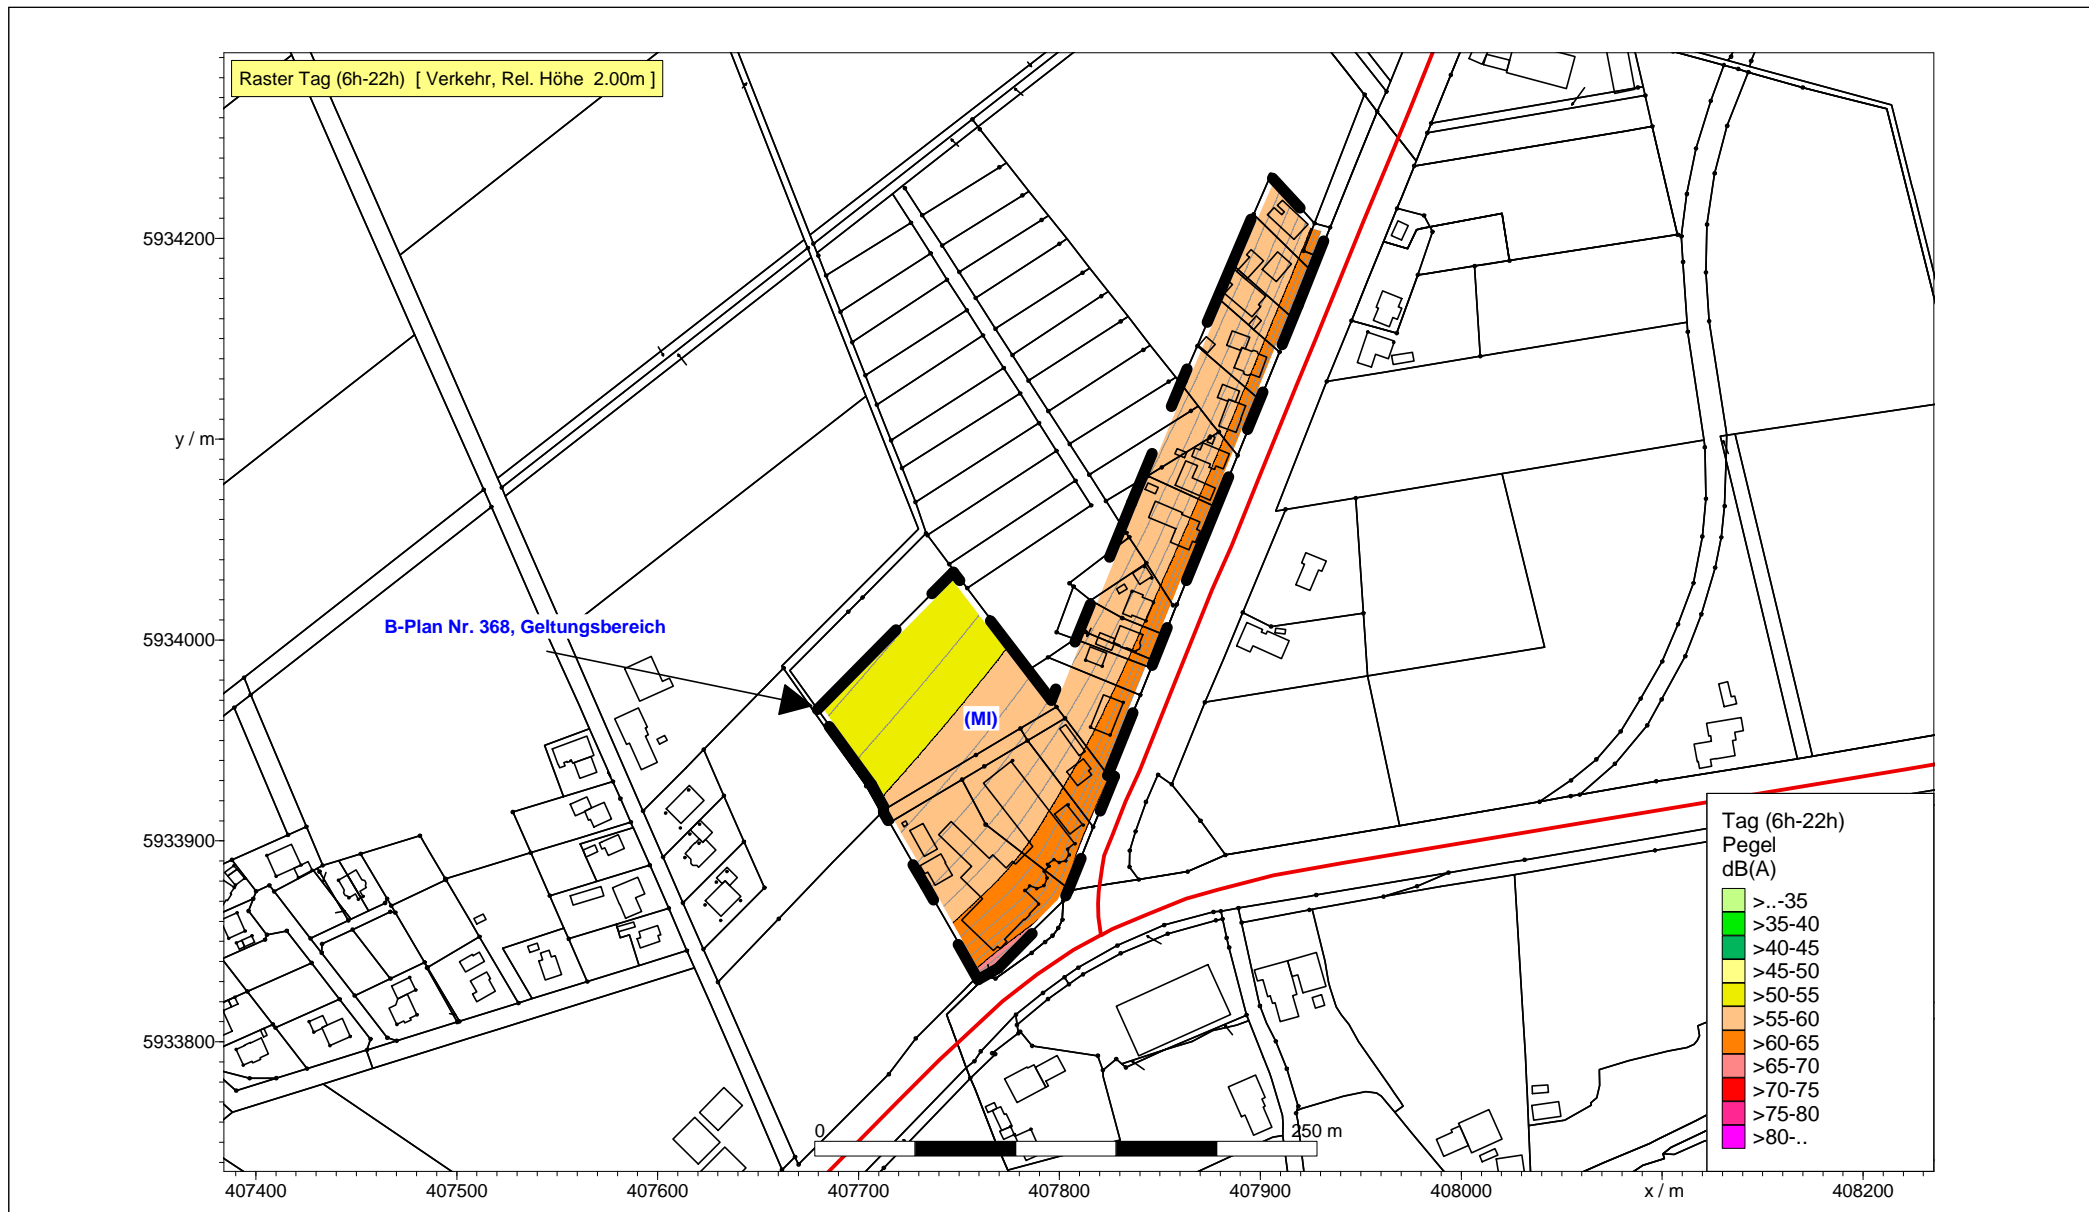 Raster Tag (6h-22h) [ Verkehr, Rel. Höhe 2.00m ]
5934200
y / m
B-Plan Nr. 368, Geltungsbereich
5934000
(MI)
5933900
5933800
Tag (6h-22h)
Pegel
dB(A)
>..-35
>35-40
>40-45
>45-50
>50-55
>55-60
>60-65
>65-70
>70-75
>75-80
>80-..
0 250 m
407400 407500 407600 407700 407800 407900 408000 x / m 408200